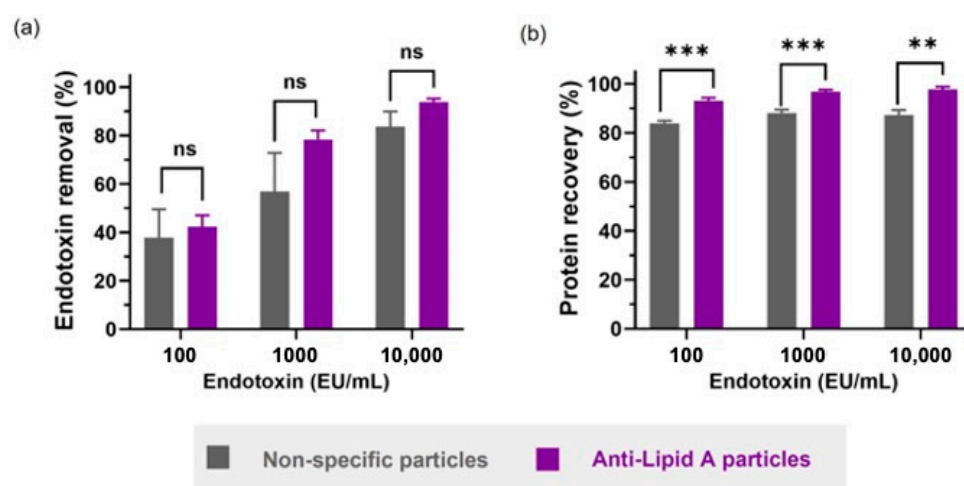 (a)
Endotoxin removal (%)
100
80
60
40
20
0
ns
ns
ns
100 1000 10,000
Endotoxin (EU/mL)
(b)
Protein recovery (%)
100
80
60
40
20
0
***
***
**
100 1000 10,000
Endotoxin (EU/mL)
Non-specific particles Anti-Lipid A particles